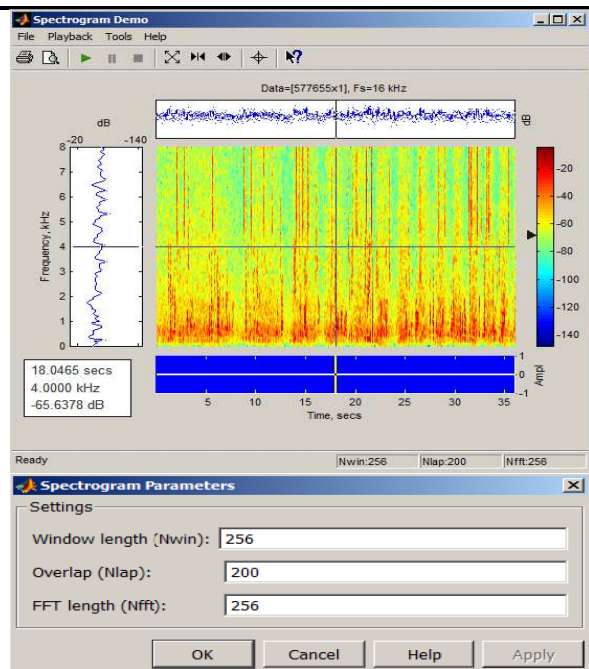 Spectrogram Demo
File Playback Tools Help
Data=[577655x1], Fs=16 kHz
dB
-20 -140
dB
8
7
6
5
4
3
2
1
0
Frequency, kHz
-20
-40
-60
-80
-100
-120
-140
18.0465 secs
4.0000 kHz
-65.6378 dB
1
0
-1
Ampl
5 10 15 20 25 30 35
Time, secs
Ready Nwin:256 Nlap:200 Nfft:256
Spectrogram Parameters
Settings
Window length (Nwin): 256
Overlap (Nlap): 200
FFT length (Nfft): 256
OK Cancel Help Apply